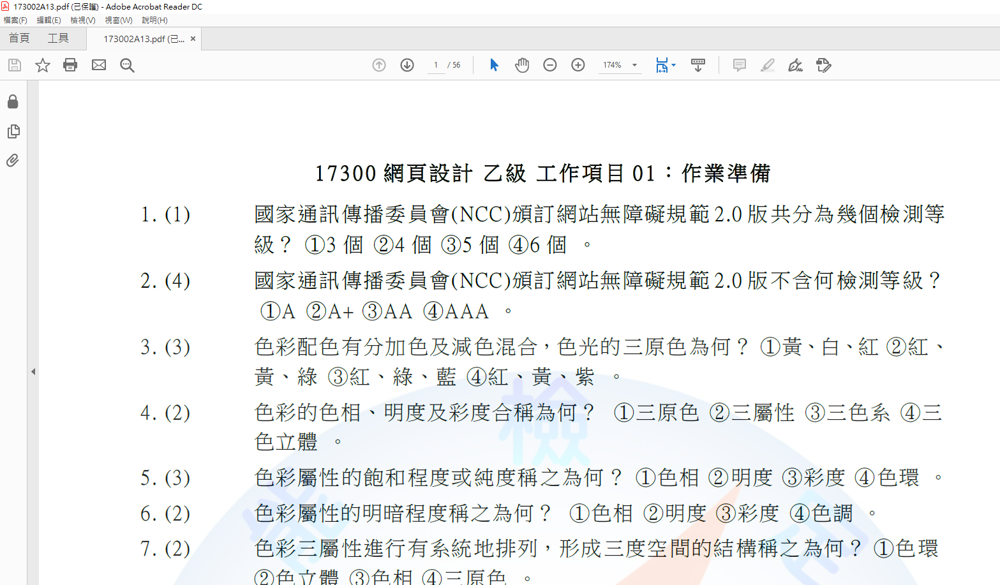 173002A13.pdf (已保護) - Adobe Acrobat Reader DC
檔案(F) 編輯(E) 檢視(V) 視窗(W) 說明(H)
首頁 工具 173002A13.pdf (已... ×
1 / 56 174%
17300 網頁設計 乙級 工作項目 01：作業準備
1. (1) 國家通訊傳播委員會(NCC)頒訂網站無障礙規範 2.0 版共分為幾個檢測等
級？ ①3 個 ②4 個 ③5 個 ④6 個 。
2. (4) 國家通訊傳播委員會(NCC)頒訂網站無障礙規範 2.0 版不含何檢測等級？
①A ②A+ ③AA ④AAA 。
3. (3) 色彩配色有分加色及減色混合，色光的三原色為何？ ①黃、白、紅 ②紅、
黃、綠 ③紅、綠、藍 ④紅、黃、紫 。
4. (2) 色彩的色相、明度及彩度合稱為何？ ①三原色 ②三屬性 ③三色系 ④三
色立體 。
5. (3) 色彩屬性的飽和程度或純度稱之為何？ ①色相 ②明度 ③彩度 ④色環 。
6. (2) 色彩屬性的明暗程度稱之為何？ ①色相 ②明度 ③彩度 ④色調 。
7. (2) 色彩三屬性進行有系統地排列，形成三度空間的結構稱之為何？ ①色環
②色立體 ③色相 ④三原色 。
能 檢 定